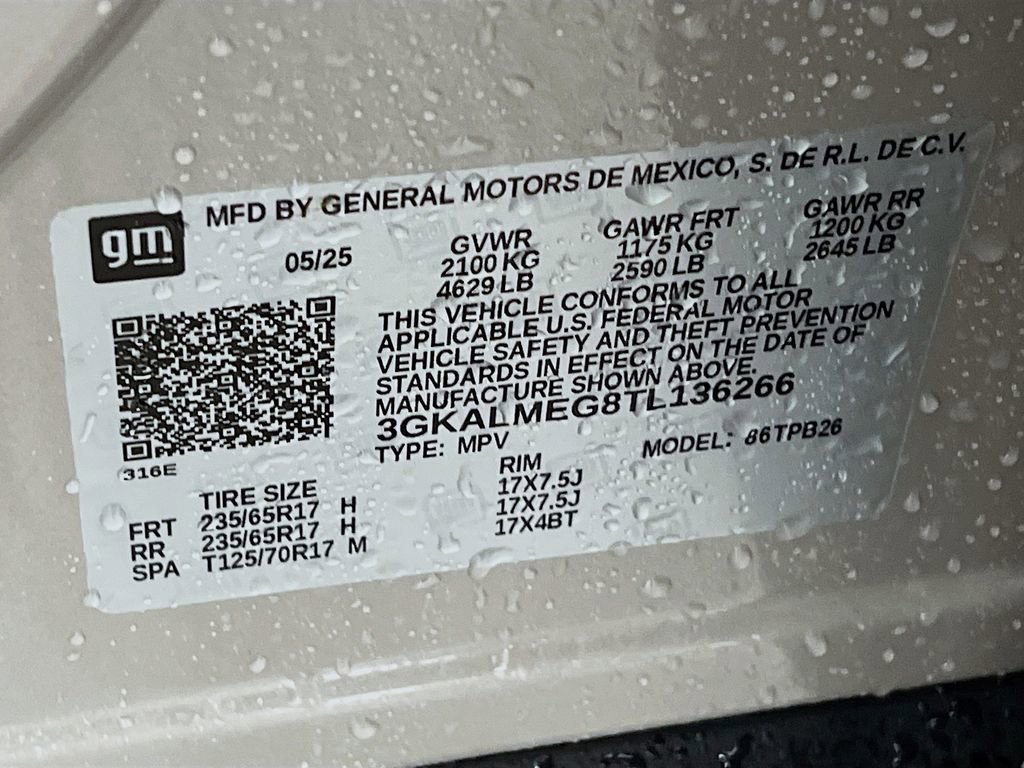 gm
MFD BY GENERAL MOTORS DE MEXICO, S. DE R.L. DE C.V.
05/25
GVWR
2100 KG
4629 LB
GAWR FRT
1175 KG
2590 LB
GAWR RR
1200 KG
2645 LB
THIS VEHICLE CONFORMS TO ALL
APPLICABLE U.S. FEDERAL MOTOR
VEHICLE SAFETY AND THEFT PREVENTION
STANDARDS IN EFFECT ON THE DATE OF
MANUFACTURE SHOWN ABOVE.
3GKALMEG8TL136266
TYPE: MPV
MODEL: 86TPB26
316E
TIRE SIZE RIM
FRT 235/65R17 H 17X7.5J
RR 235/65R17 H 17X7.5J
SPA T125/70R17 M 17X4BT